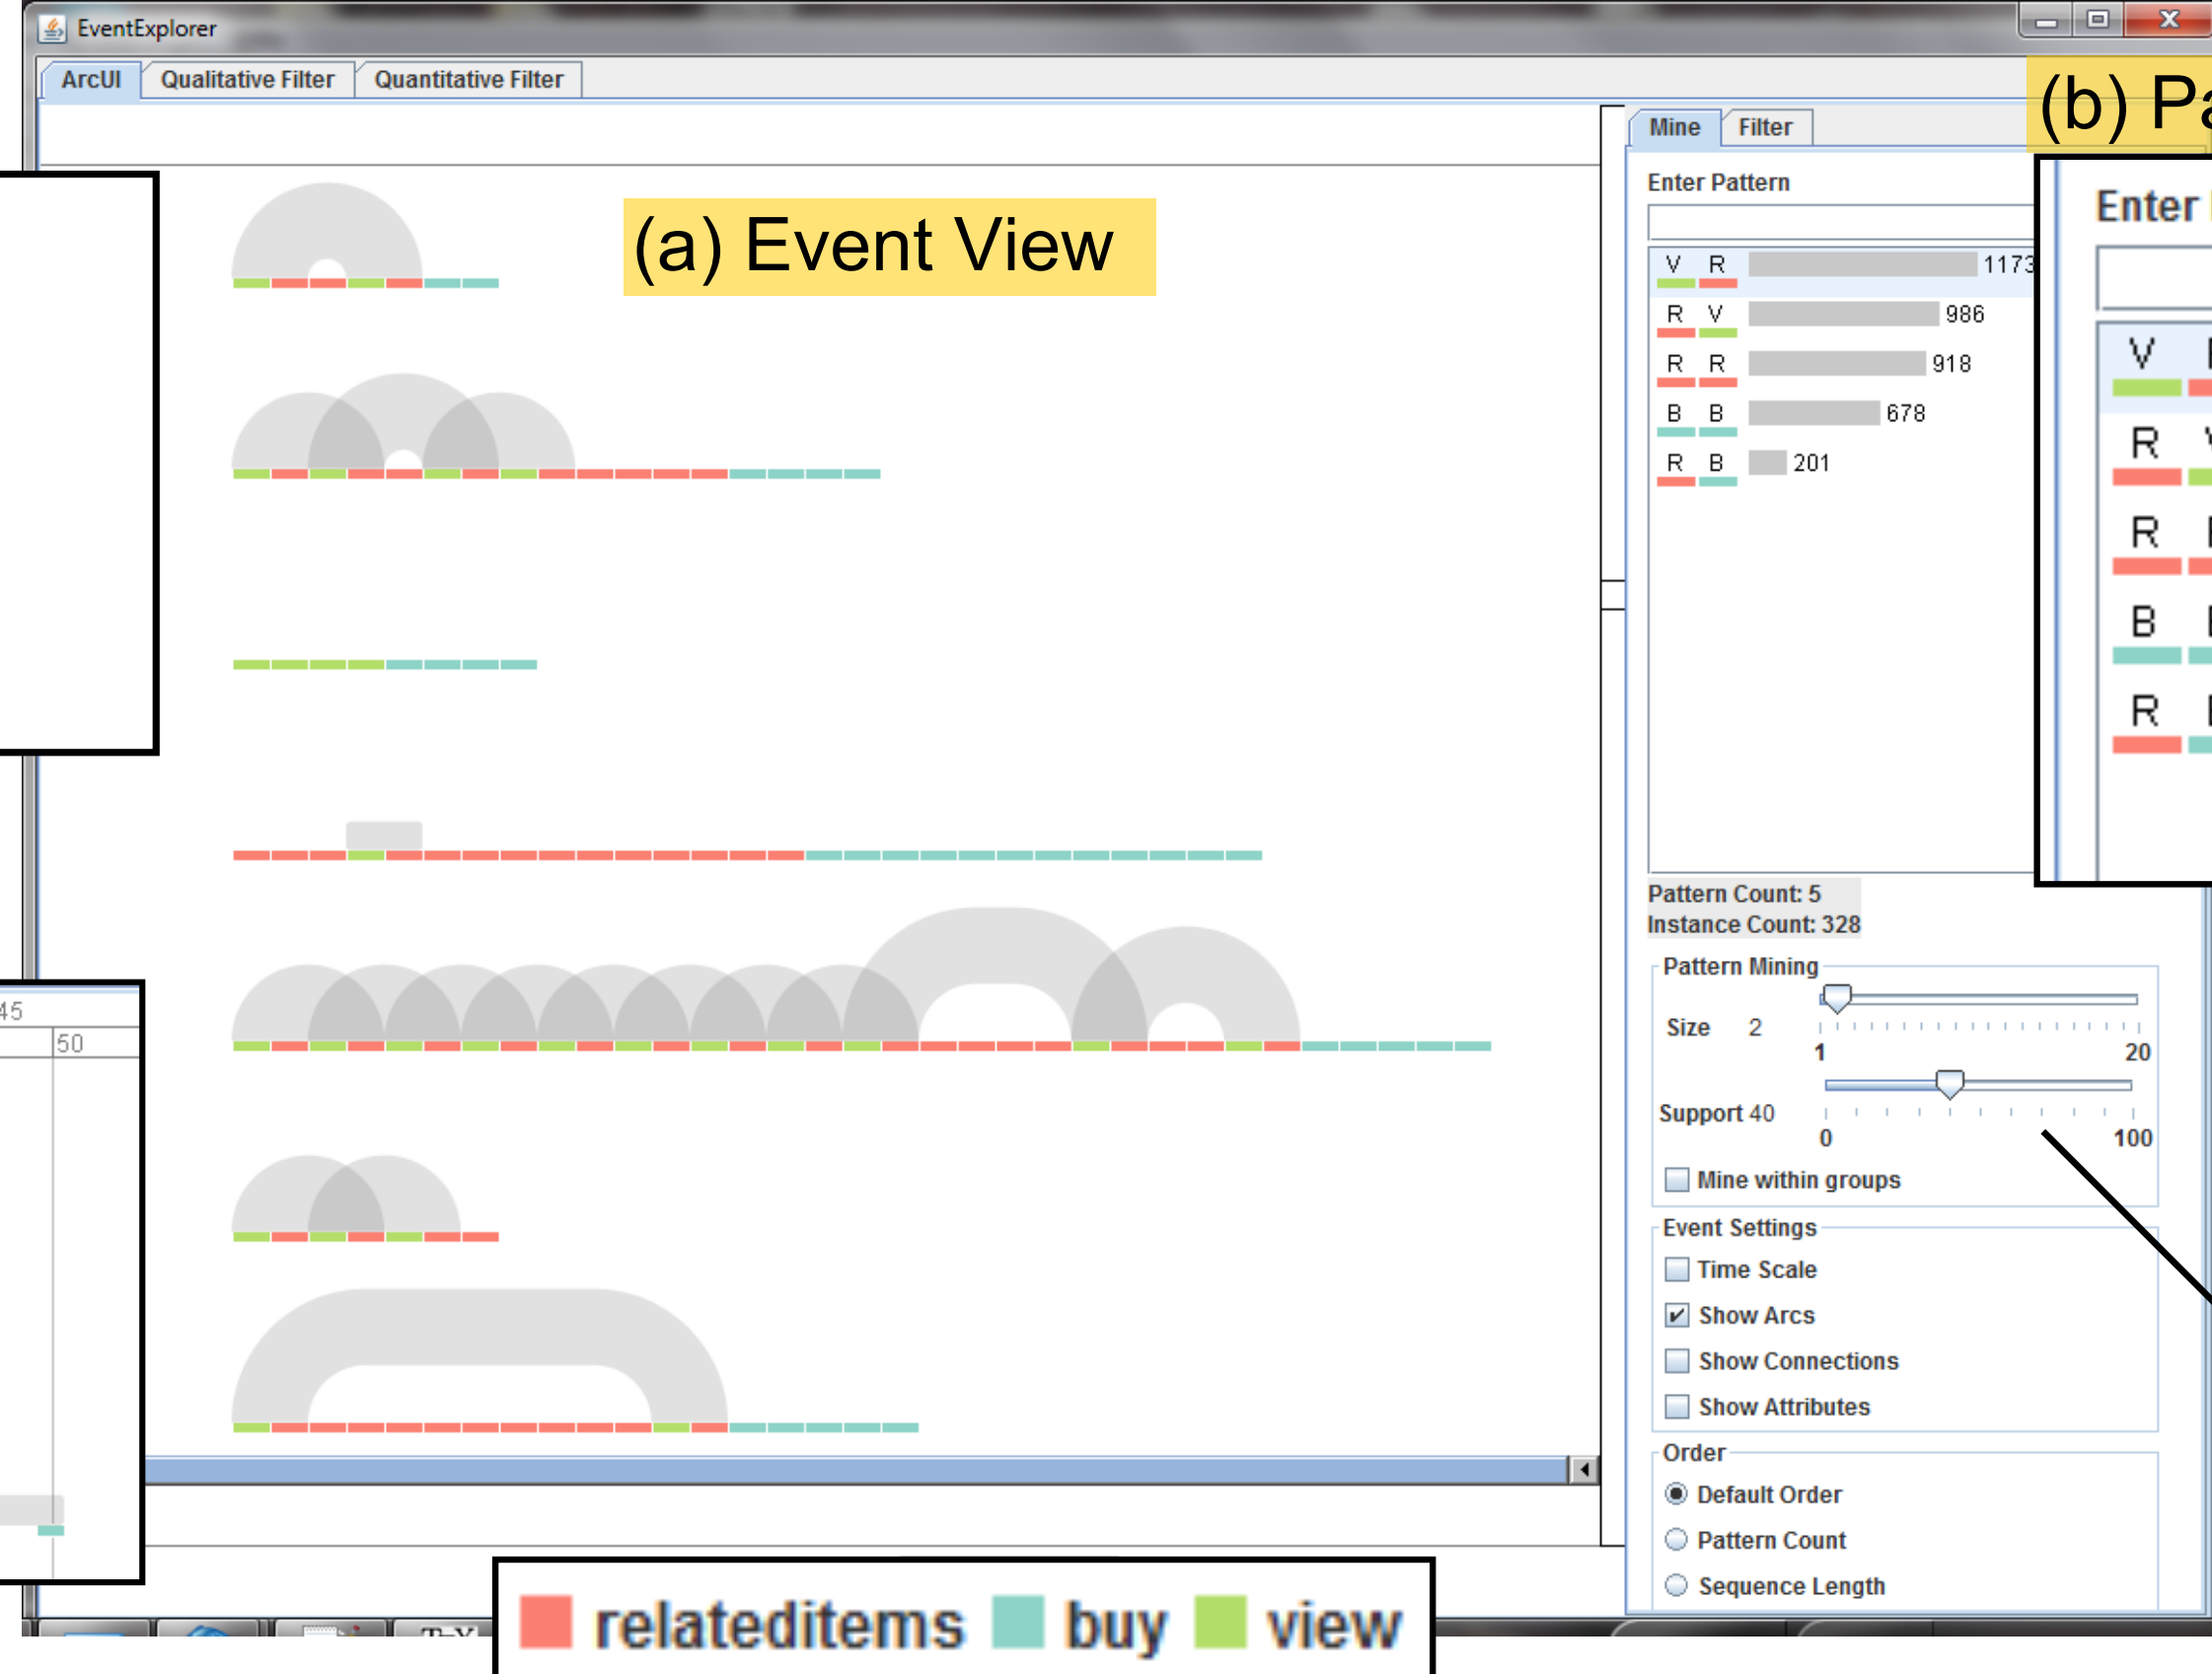 EventExplorer
ArcUI Qualitative Filter Quantitative Filter
(a) Event View
Mine Filter
Enter Pattern
V R 1173
R V 986
R R 918
B B 678
R B 201
Pattern Count: 5
Instance Count: 328
Pattern Mining
Size 2
1 20
Support 40
0 100
Mine within groups
Event Settings
Time Scale
Show Arcs
Show Connections
Show Attributes
Order
Default Order
Pattern Count
Sequence Length
(b)
Enter
V
R
R
B
R
45
50
relateditems buy view